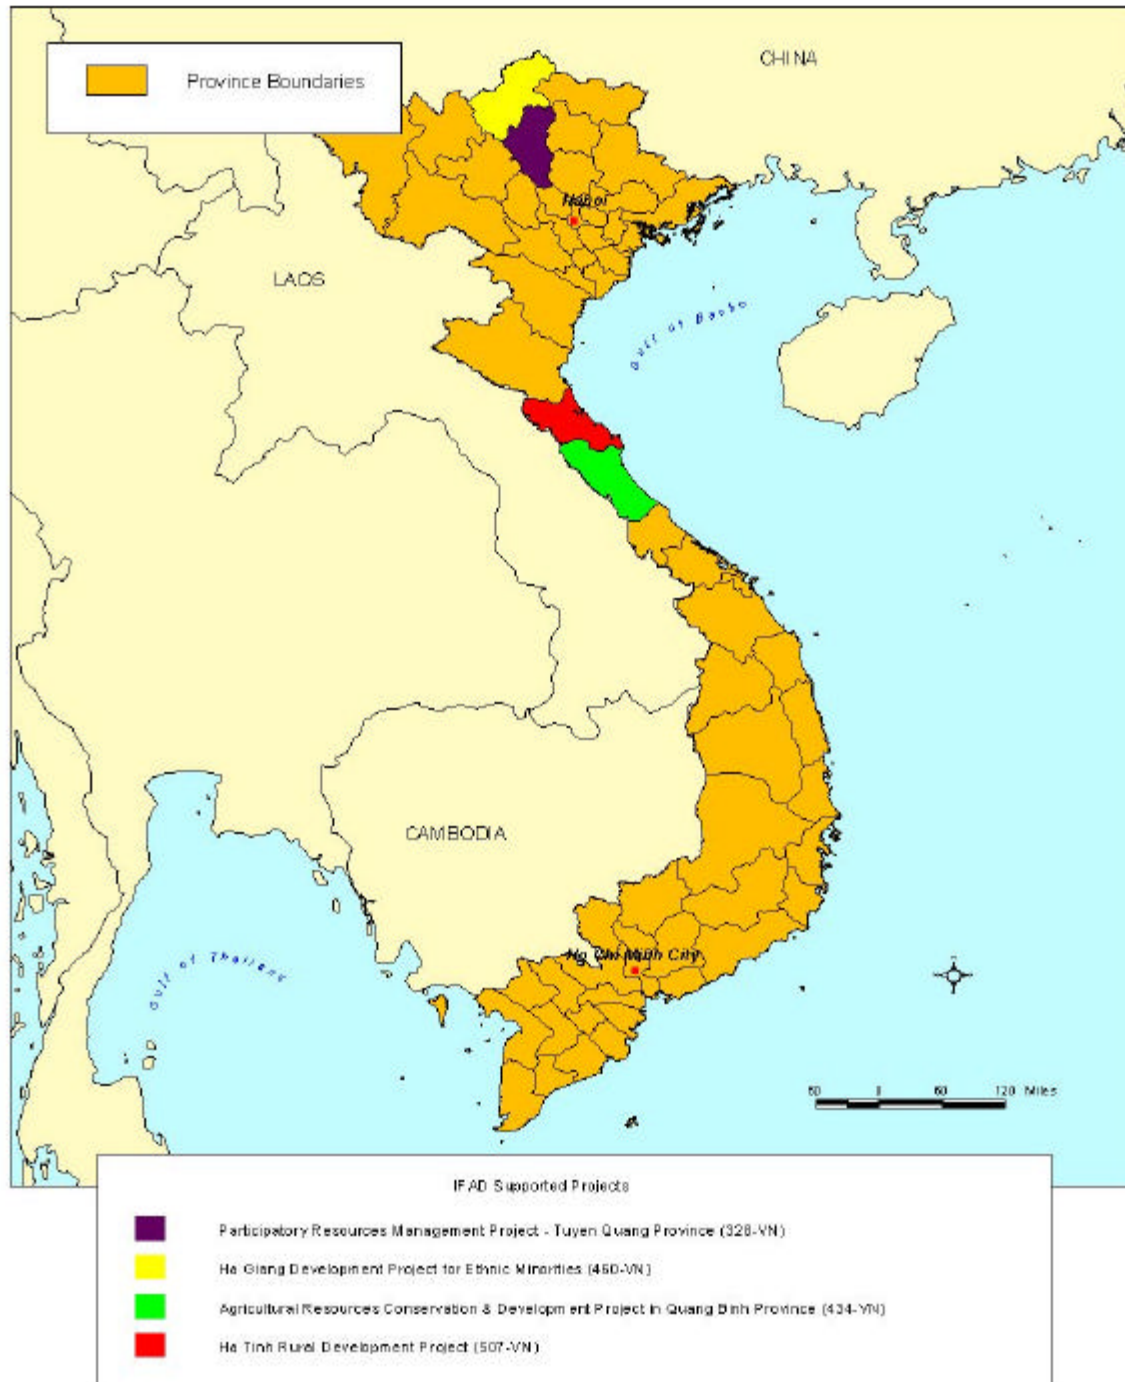 CHINA
Province Boundaries
Hanoi
LAOS
Gulf of Bacbo
CAMBODIA
Ho Chi Minh City
Gulf of Thailand
60 0 60 120 Miles
IFAD Supported Projects
Participatory Resources Management Project - Tuyen Quang Province (328-VN)
Ha Giang Development Project for Ethnic Minorities (460-VN)
Agricultural Resources Conservation & Development Project in Quang Binh Province (434-VN)
Ha Tinh Rural Development Project (507-VN)